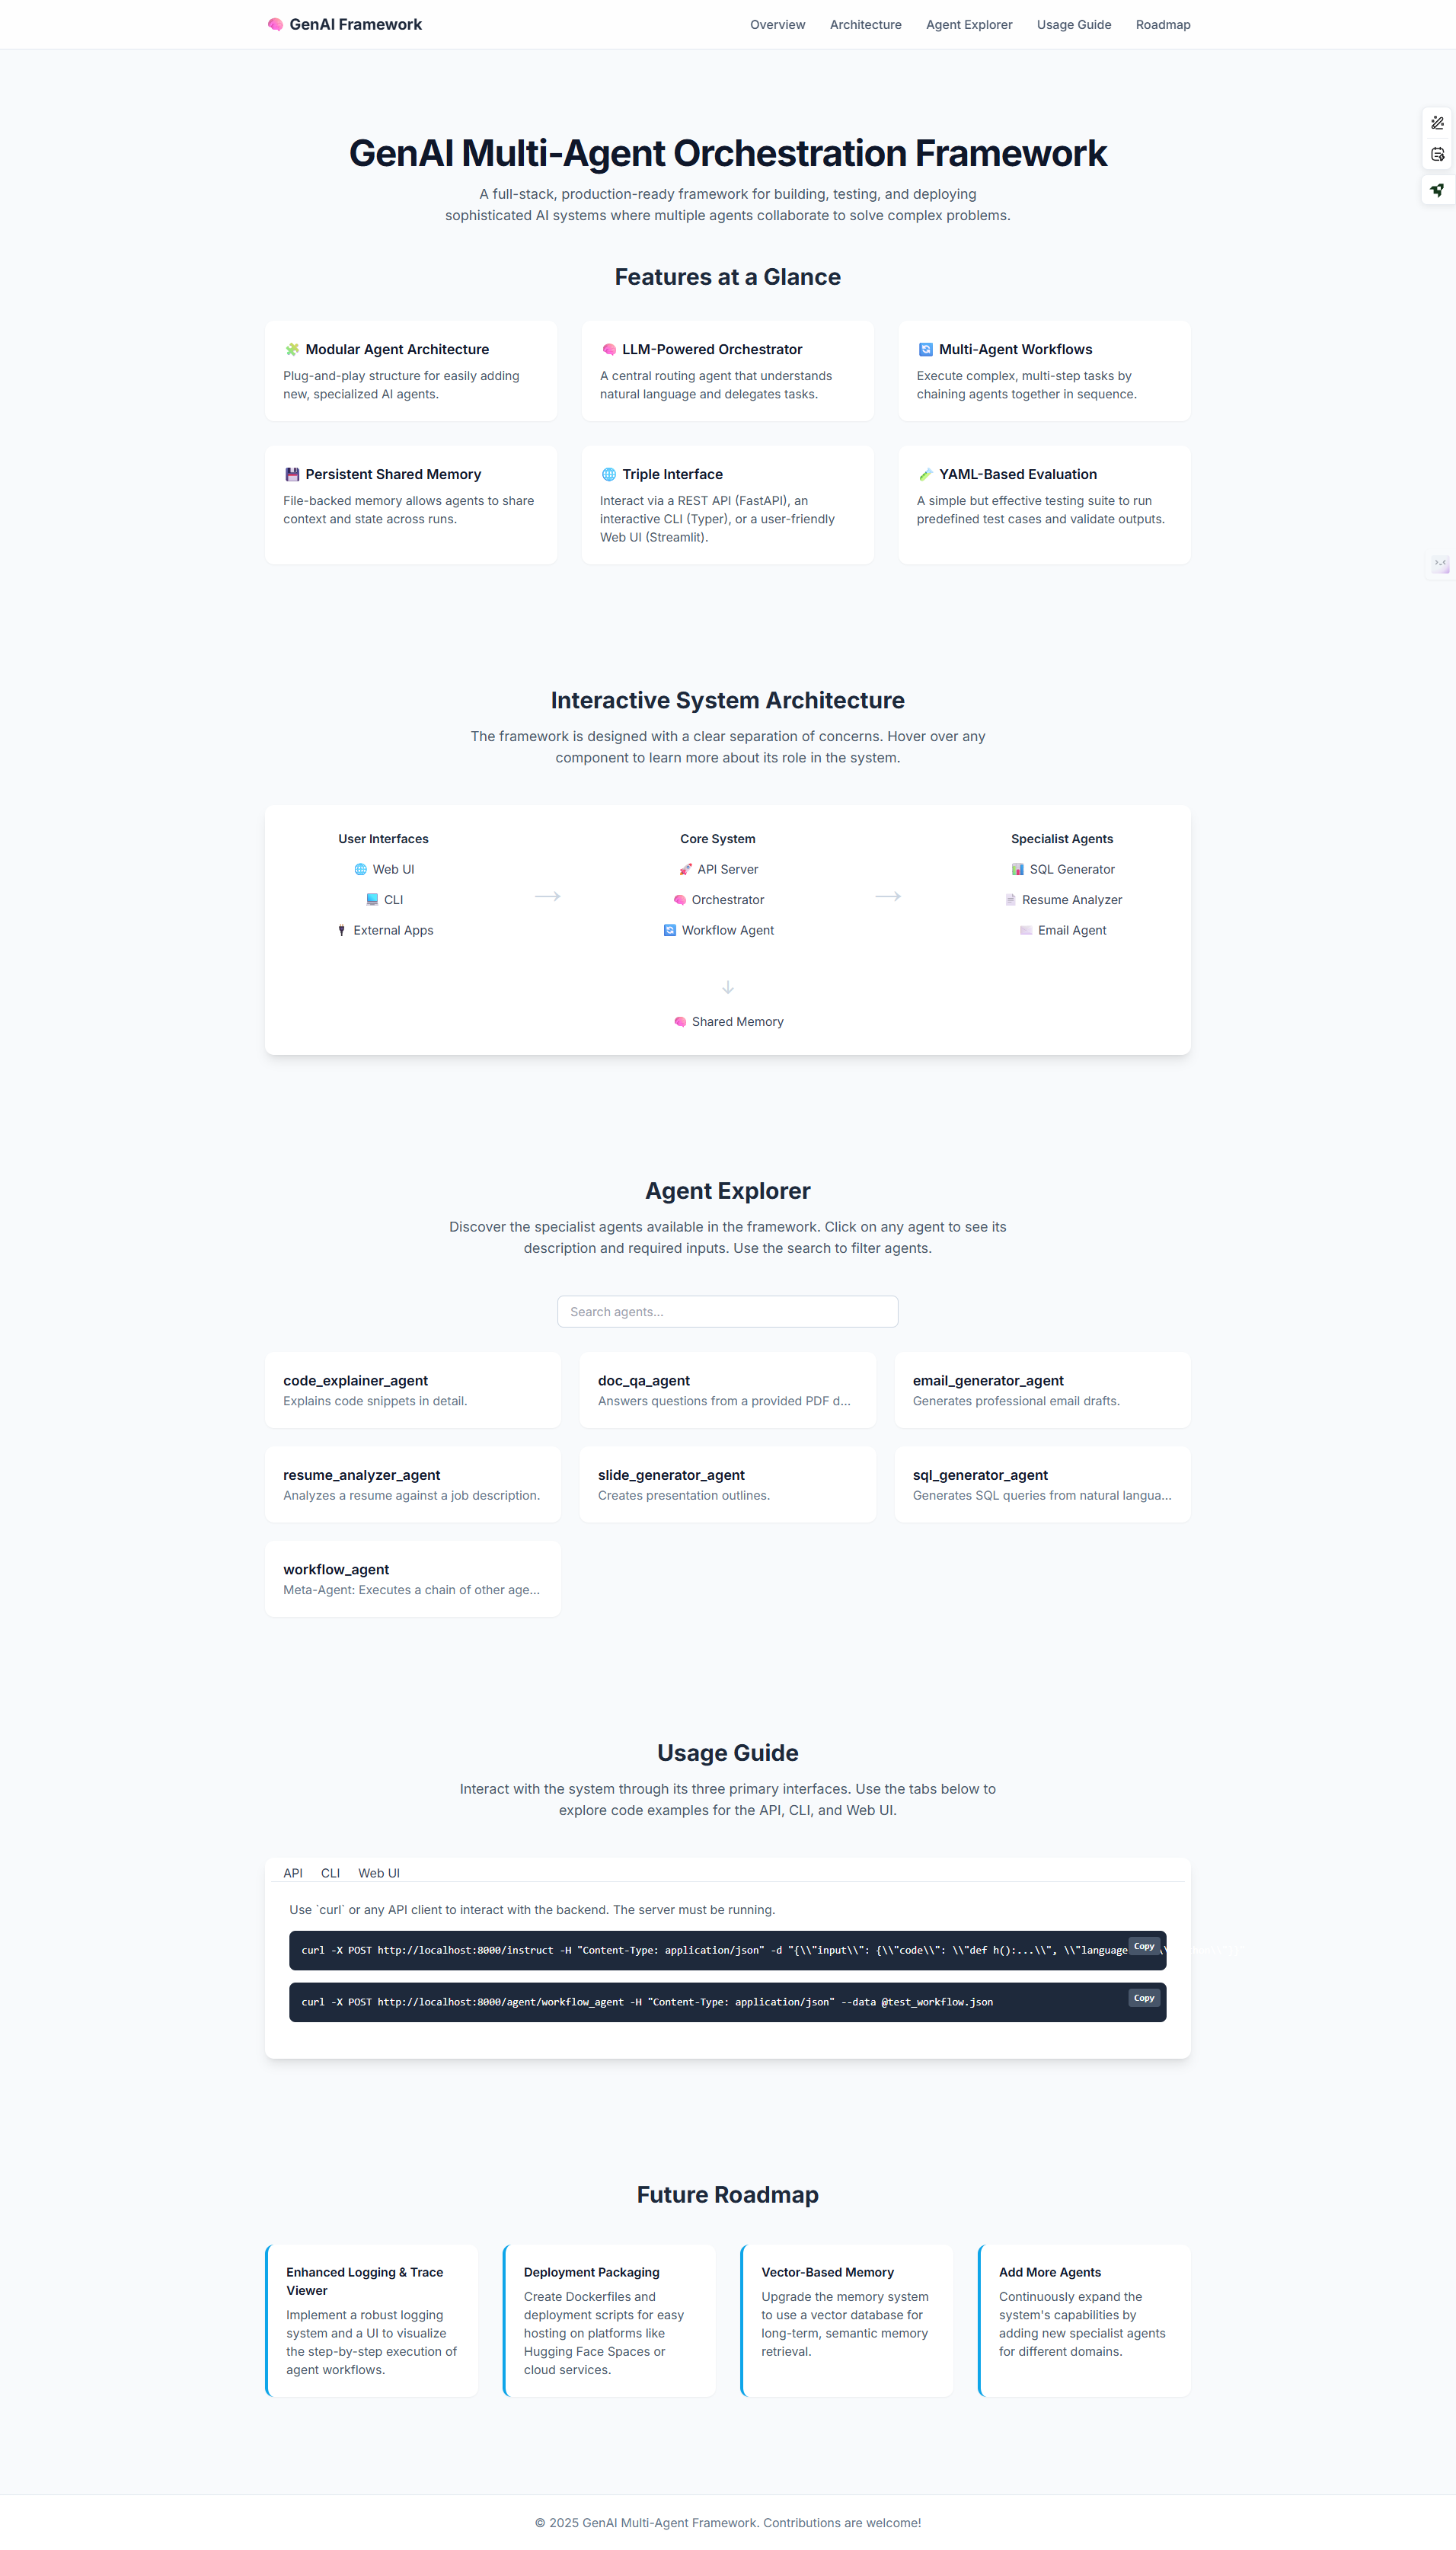 GenAI Framework
Overview Architecture Agent Explorer Usage Guide Roadmap
GenAI Multi-Agent Orchestration Framework
A full-stack, production-ready framework for building, testing, and deploying
sophisticated AI systems where multiple agents collaborate to solve complex problems.
Features at a Glance
Modular Agent Architecture
Plug-and-play structure for easily adding
new, specialized AI agents.
LLM-Powered Orchestrator
A central routing agent that understands
natural language and delegates tasks.
Multi-Agent Workflows
Execute complex, multi-step tasks by
chaining agents together in sequence.
Persistent Shared Memory
File-backed memory allows agents to share
context and state across runs.
Triple Interface
Interact via a REST API (FastAPI), an
interactive CLI (Typer), or a user-friendly
Web UI (Streamlit).
YAML-Based Evaluation
A simple but effective testing suite to run
predefined test cases and validate outputs.
Interactive System Architecture
The framework is designed with a clear separation of concerns. Hover over any
component to learn more about its role in the system.
User Interfaces
Web UI
CLI
External Apps
→
Core System
API Server
Orchestrator
Workflow Agent
→
Specialist Agents
SQL Generator
Resume Analyzer
Email Agent
↓
Shared Memory
Agent Explorer
Discover the specialist agents available in the framework. Click on any agent to see its
description and required inputs. Use the search to filter agents.
Search agents...
code_explainer_agent
Explains code snippets in detail.
doc_qa_agent
Answers questions from a provided PDF d...
email_generator_agent
Generates professional email drafts.
resume_analyzer_agent
Analyzes a resume against a job description.
slide_generator_agent
Creates presentation outlines.
sql_generator_agent
Generates SQL queries from natural langua...
workflow_agent
Meta-Agent: Executes a chain of other age...
Usage Guide
Interact with the system through its three primary interfaces. Use the tabs below to
explore code examples for the API, CLI, and Web UI.
API CLI Web UI
Use `curl` or any API client to interact with the backend. The server must be running.
curl -X POST http://localhost:8000/instruct -H "Content-Type: application/json" -d "{\\"input\\": {\\"code\\": \\"def h():...\\", \\"language
Copy
curl -X POST http://localhost:8000/agent/workflow_agent -H "Content-Type: application/json" --data @test_workflow.json
Copy
Future Roadmap
Enhanced Logging & Trace
Viewer
Implement a robust logging
system and a UI to visualize
the step-by-step execution of
agent workflows.
Deployment Packaging
Create Dockerfiles and
deployment scripts for easy
hosting on platforms like
Hugging Face Spaces or
cloud services.
Vector-Based Memory
Upgrade the memory system
to use a vector database for
long-term, semantic memory
retrieval.
Add More Agents
Continuously expand the
system's capabilities by
adding new specialist agents
for different domains.
© 2025 GenAI Multi-Agent Framework. Contributions are welcome!